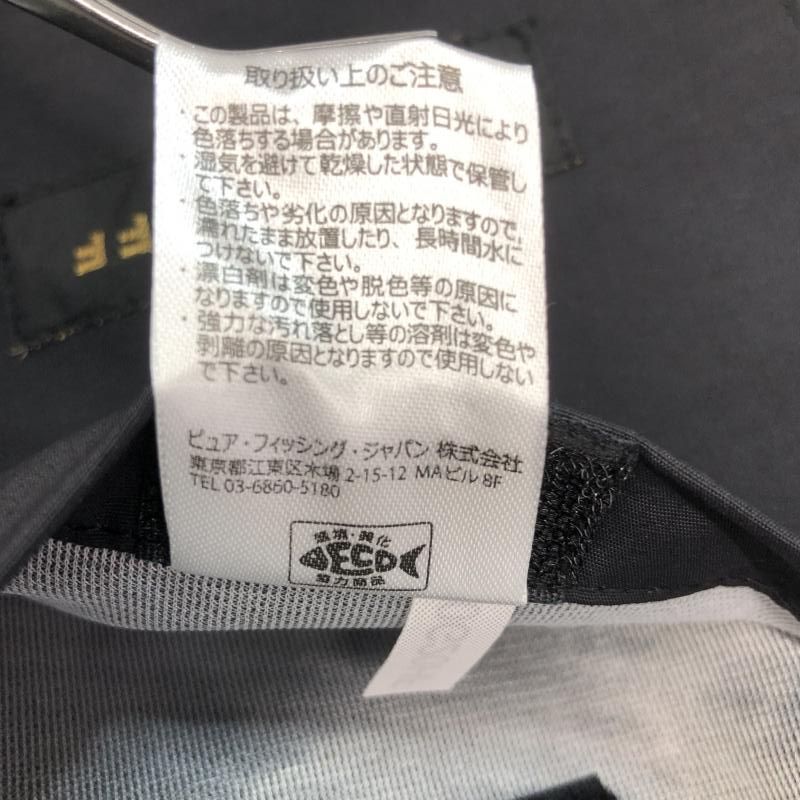 取り扱い上のご注意
・この製品は、摩擦や直射日光により
色落ちする場合があります。
・湿気を避けて乾燥した状態で保管し
て下さい。
・色落ちや劣化の原因となりますので、
濡れたまま放置したり、長時間水に
つけないで下さい。
・漂白剤は変色や脱色等の原因に
なりますので使用しないで下さい。
・強力な汚れ落とし等の溶剤は変色や
剥離の原因となりますので使用しない
で下さい。
ピュア・フィッシング・ジャパン 株式会社
東京都江東区木場 2-15-12 MAビル 8F
TEL 03-6860-5180
環境・美化
ECO
協力商品